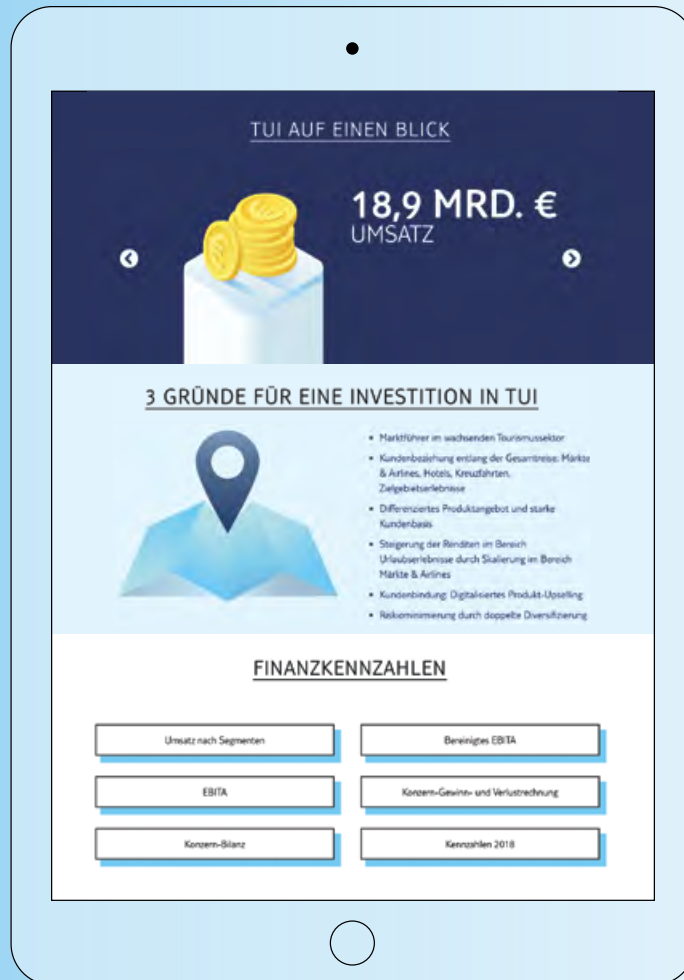 TUI AUF EINEN BLICK
18,9 MRD. €
UMSATZ
3 GRÜNDE FÜR EINE INVESTITION IN TUI
• Marktführer im wachsenden Tourismussektor
• Kundenbeziehung entlang der Gesamtreise: Märkte
& Airlines, Hotels, Kreuzfahrten,
Zielgebietserlebnisse
• Differenziertes Produktangebot und starke
Kundenbasis
• Steigerung der Renditen im Bereich
Urlaubserlebnisse durch Skalierung im Bereich
Märkte & Airlines
• Kundenbindung: Digitalisiertes Produkt-Upselling
• Risikominimierung durch doppelte Diversifizierung
FINANZKENNZAHLEN
Umsatz nach Segmenten
Bereinigtes EBITA
EBITA
Konzern-Gewinn- und Verlustrechnung
Konzern-Bilanz
Kennzahlen 2018